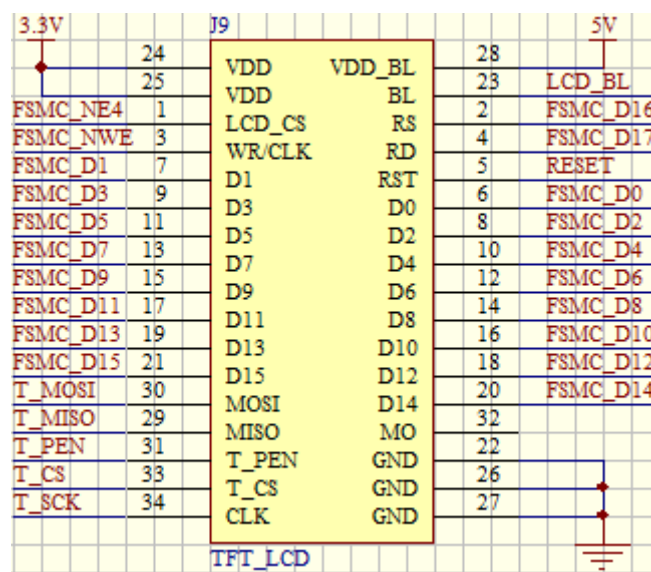 3.3V J9 5V
24 VDD VDD_BL 28
25 VDD BL 23 LCD_BL
FSMC_NE4 1 LCD_CS RS 2 FSMC_D16
FSMC_NWE 3 WR/CLK RD 4 FSMC_D17
FSMC_D1 7 D1 RST 5 RESET
FSMC_D3 9 D3 D0 6 FSMC_D0
FSMC_D5 11 D5 D2 8 FSMC_D2
FSMC_D7 13 D7 D4 10 FSMC_D4
FSMC_D9 15 D9 D6 12 FSMC_D6
FSMC_D11 17 D11 D8 14 FSMC_D8
FSMC_D13 19 D13 D10 16 FSMC_D10
FSMC_D15 21 D15 D12 18 FSMC_D12
T_MOSI 30 MOSI D14 20 FSMC_D14
T_MISO 29 MISO MO 32
T_PEN 31 T_PEN GND 22
T_CS 33 T_CS GND 26
T_SCK 34 CLK GND 27
TFT_LCD